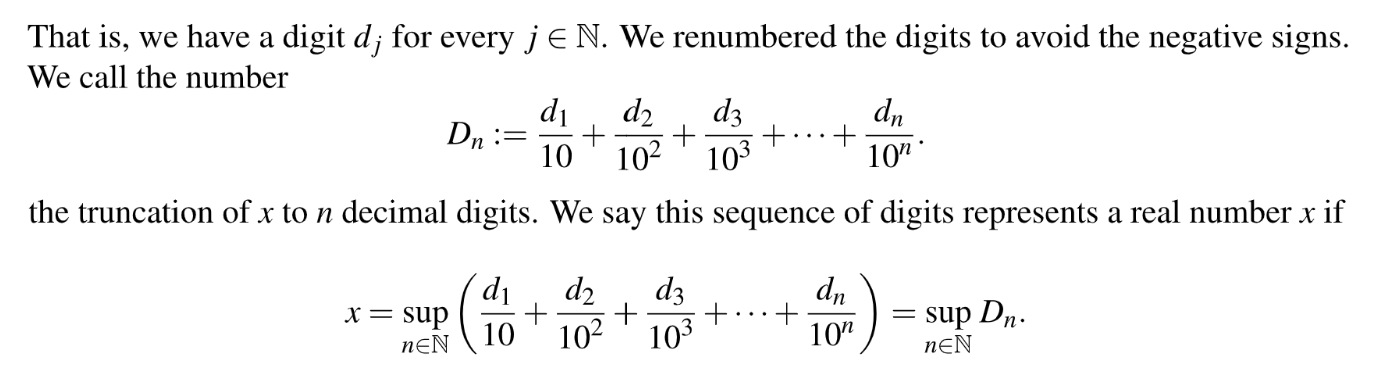 That is, we have a digit d_j for every j ∈ ℕ. We renumbered the digits to avoid the negative signs.
We call the number
D_n := d_1/10 + d_2/10^2 + d_3/10^3 + ⋯ + d_n/10^n.
the truncation of x to n decimal digits. We say this sequence of digits represents a real number x if
x = sup_{n∈ℕ} (d_1/10 + d_2/10^2 + d_3/10^3 + ⋯ + d_n/10^n) = sup_{n∈ℕ} D_n.